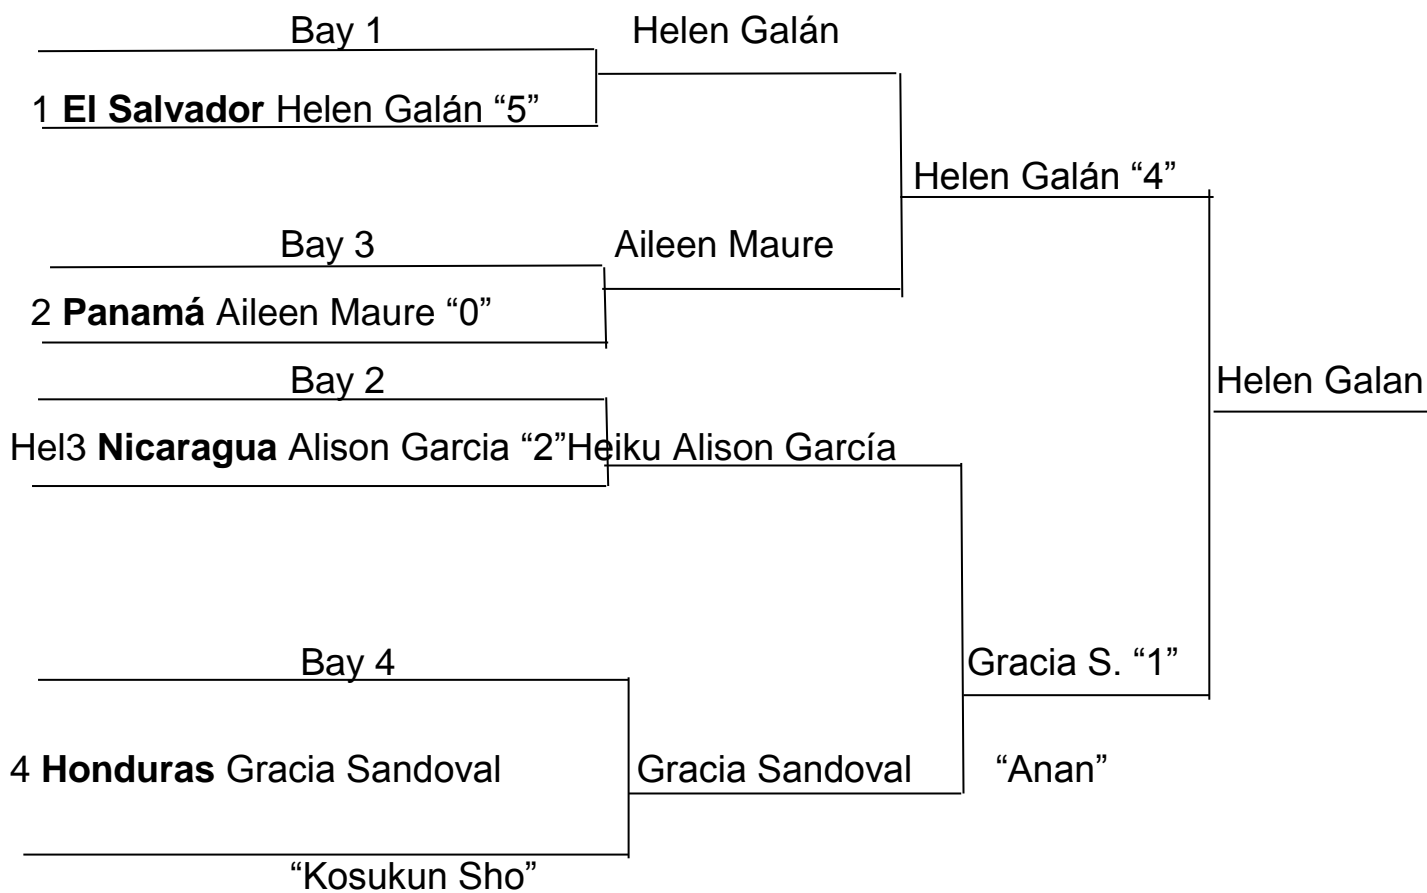 Bay 1 Helen Galán
1 El Salvador Helen Galán “5”
Helen Galán “4”
Bay 3 Aileen Maure
2 Panamá Aileen Maure “0”
Bay 2 Helen Galan
Hel3 Nicaragua Alison Garcia “2”Heiku Alison García
Bay 4 Gracia S. “1”
4 Honduras Gracia Sandoval Gracia Sandoval “Anan”
“Kosukun Sho”